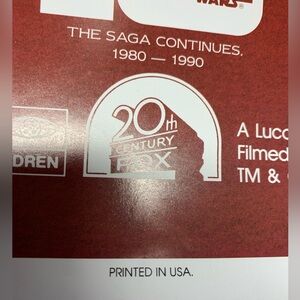 WARS®
THE SAGA CONTINUES.
1980 — 1990
20th
CENTURY
FOX
DREN
A Luca
Filmed
TM &
PRINTED IN USA.